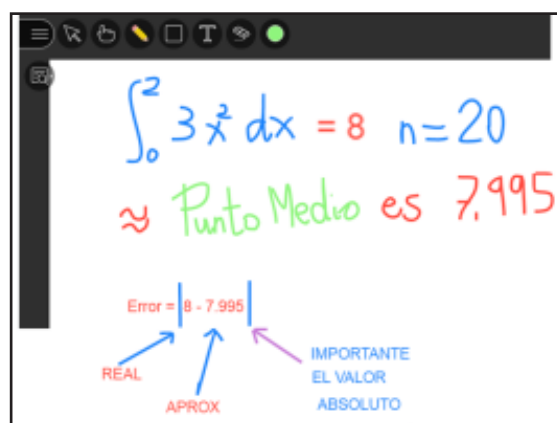 T
∫₀² 3x² dx = 8 n = 20
≈ Punto Medio es 7.995
Error = |8 - 7.995|
REAL
APROX
IMPORTANTE
EL VALOR
ABSOLUTO